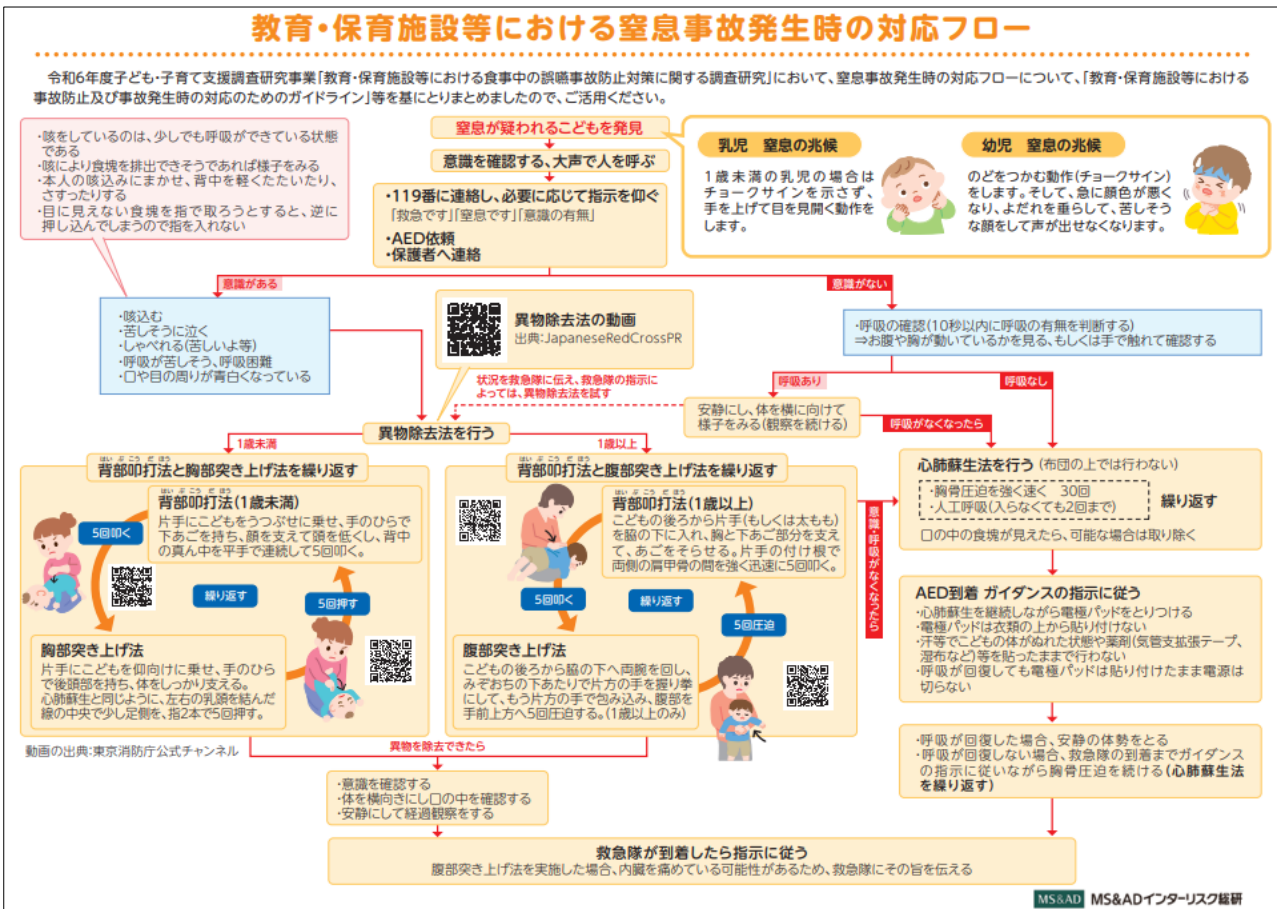 教育・保育施設等における窒息事故発生時の対応フロー
令和6年度子ども・子育て支援調査研究事業「教育・保育施設等における食事中の誤嚥事故防止対策に関する調査研究」において、窒息事故発生時の対応フローについて、「教育・保育施設等における
事故防止及び事故発生時の対応のためのガイドライン」等を基にとりまとめましたので、ご活用ください。
・咳をしているのは、少しでも呼吸ができている状態
である
・咳により食塊を排出できそうであれば様子をみる
・本人の咳込みにまかせ、背中を軽くたたいたり、
さすったりする
・目に見えない食塊を指で取ろうとすると、逆に
押し込んでしまうので指を入れない
窒息が疑われるこどもを発見
意識を確認する、大声で人を呼ぶ
・119番に連絡し、必要に応じて指示を仰ぐ
「救急です」「窒息です」「意識の有無」
・AED依頼
・保護者へ連絡
乳児 窒息の兆候
1歳未満の乳児の場合は
チョークサインを示さず、
手を上げて目を見開く動作を
します。
幼児 窒息の兆候
のどをつかむ動作(チョークサイン)
をします。そして、急に顔色が悪く
なり、よだれを垂らして、苦しそう
な顔をして声が出せなくなります。
意識がある
意識がない
・咳込む
・苦しそうに泣く
・しゃべれる(苦しいよ等)
・呼吸が苦しそう、呼吸困難
・口や目の周りが青白くなっている
異物除去法の動画
出典:JapaneseRedCrossPR
・呼吸の確認(10秒以内に呼吸の有無を判断する)
⇒お腹や胸が動いているかを見る、もしくは手で触れて確認する
状況を救急隊に伝え、救急隊の指示に
よっては、異物除去法を試す
呼吸あり
呼吸なし
安静にし、体を横に向けて
様子をみる(観察を続ける)
呼吸がなくなったら
異物除去法を行う
1歳未満
1歳以上
はいぶこうだほう
背部叩打法と胸部突き上げ法を繰り返す
はいぶこうだほう
背部叩打法(1歳未満)
片手にこどもをうつぶせに乗せ、手のひらで
下あごを持ち、顔を支えて頭を低くし、背中
の真ん中を平手で連続して5回叩く。
5回叩く
繰り返す
5回押す
胸部突き上げ法
片手にこどもを仰向けに乗せ、手のひら
で後頭部を持ち、体をしっかり支える。
心肺蘇生と同じように、左右の乳頭を結んだ
線の中央で少し足側を、指2本で5回押す。
はいぶこうだほう
背部叩打法と腹部突き上げ法を繰り返す
はいぶこうだほう
背部叩打法(1歳以上)
こどもの後ろから片手(もしくは太もも)
を脇の下に入れ、胸と下あご部分を支え
て、あごをそらせる。片手の付け根で
両側の肩甲骨の間を強く迅速に5回叩く。
5回叩く
繰り返す
5回圧迫
腹部突き上げ法
こどもの後ろから脇の下へ両腕を回し、
みぞおちの下あたりで片方の手を握り拳
にして、もう片方の手で包み込み、腹部を
手前上方へ5回圧迫する。(1歳以上のみ)
意識・呼吸がなくなったら
心肺蘇生法を行う(布団の上では行わない)
・胸骨圧迫を強く速く 30回
・人工呼吸(入らなくても2回まで)
繰り返す
口の中の食塊が見えたら、可能な場合は取り除く
AED到着 ガイダンスの指示に従う
・心肺蘇生を継続しながら電極パッドをとりつける
・電極パッドは衣類の上から貼り付けない
・汗等でこどもの体がぬれた状態や薬剤(気管支拡張テープ、
湿布など)等を貼ったままで行わない
・呼吸が回復しても電極パッドは貼り付けたまま電源は
切らない
・呼吸が回復した場合、安静の体勢をとる
・呼吸が回復しない場合、救急隊の到着までガイダンス
の指示に従いながら胸骨圧迫を続ける(心肺蘇生法
を繰り返す)
動画の出典:東京消防庁公式チャンネル
異物を除去できたら
・意識を確認する
・体を横向きにし口の中を確認する
・安静にして経過観察をする
救急隊が到着したら指示に従う
腹部突き上げ法を実施した場合、内臓を痛めている可能性があるため、救急隊にその旨を伝える
MS&AD MS&ADインターリスク総研